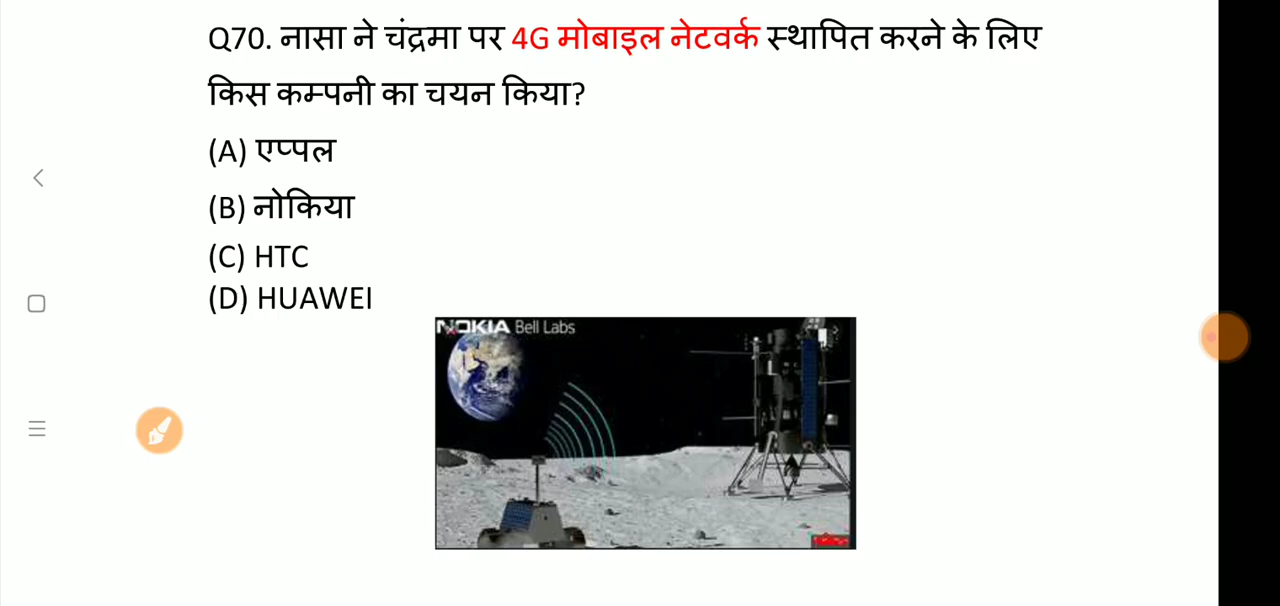 Q70. नासा ने चंद्रमा पर 4G मोबाइल नेटवर्क स्थापित करने के लिए
किस कम्पनी का चयन किया?
(A) एप्पल
(B) नोकिया
(C) HTC
(D) HUAWEI
NOKIA Bell Labs